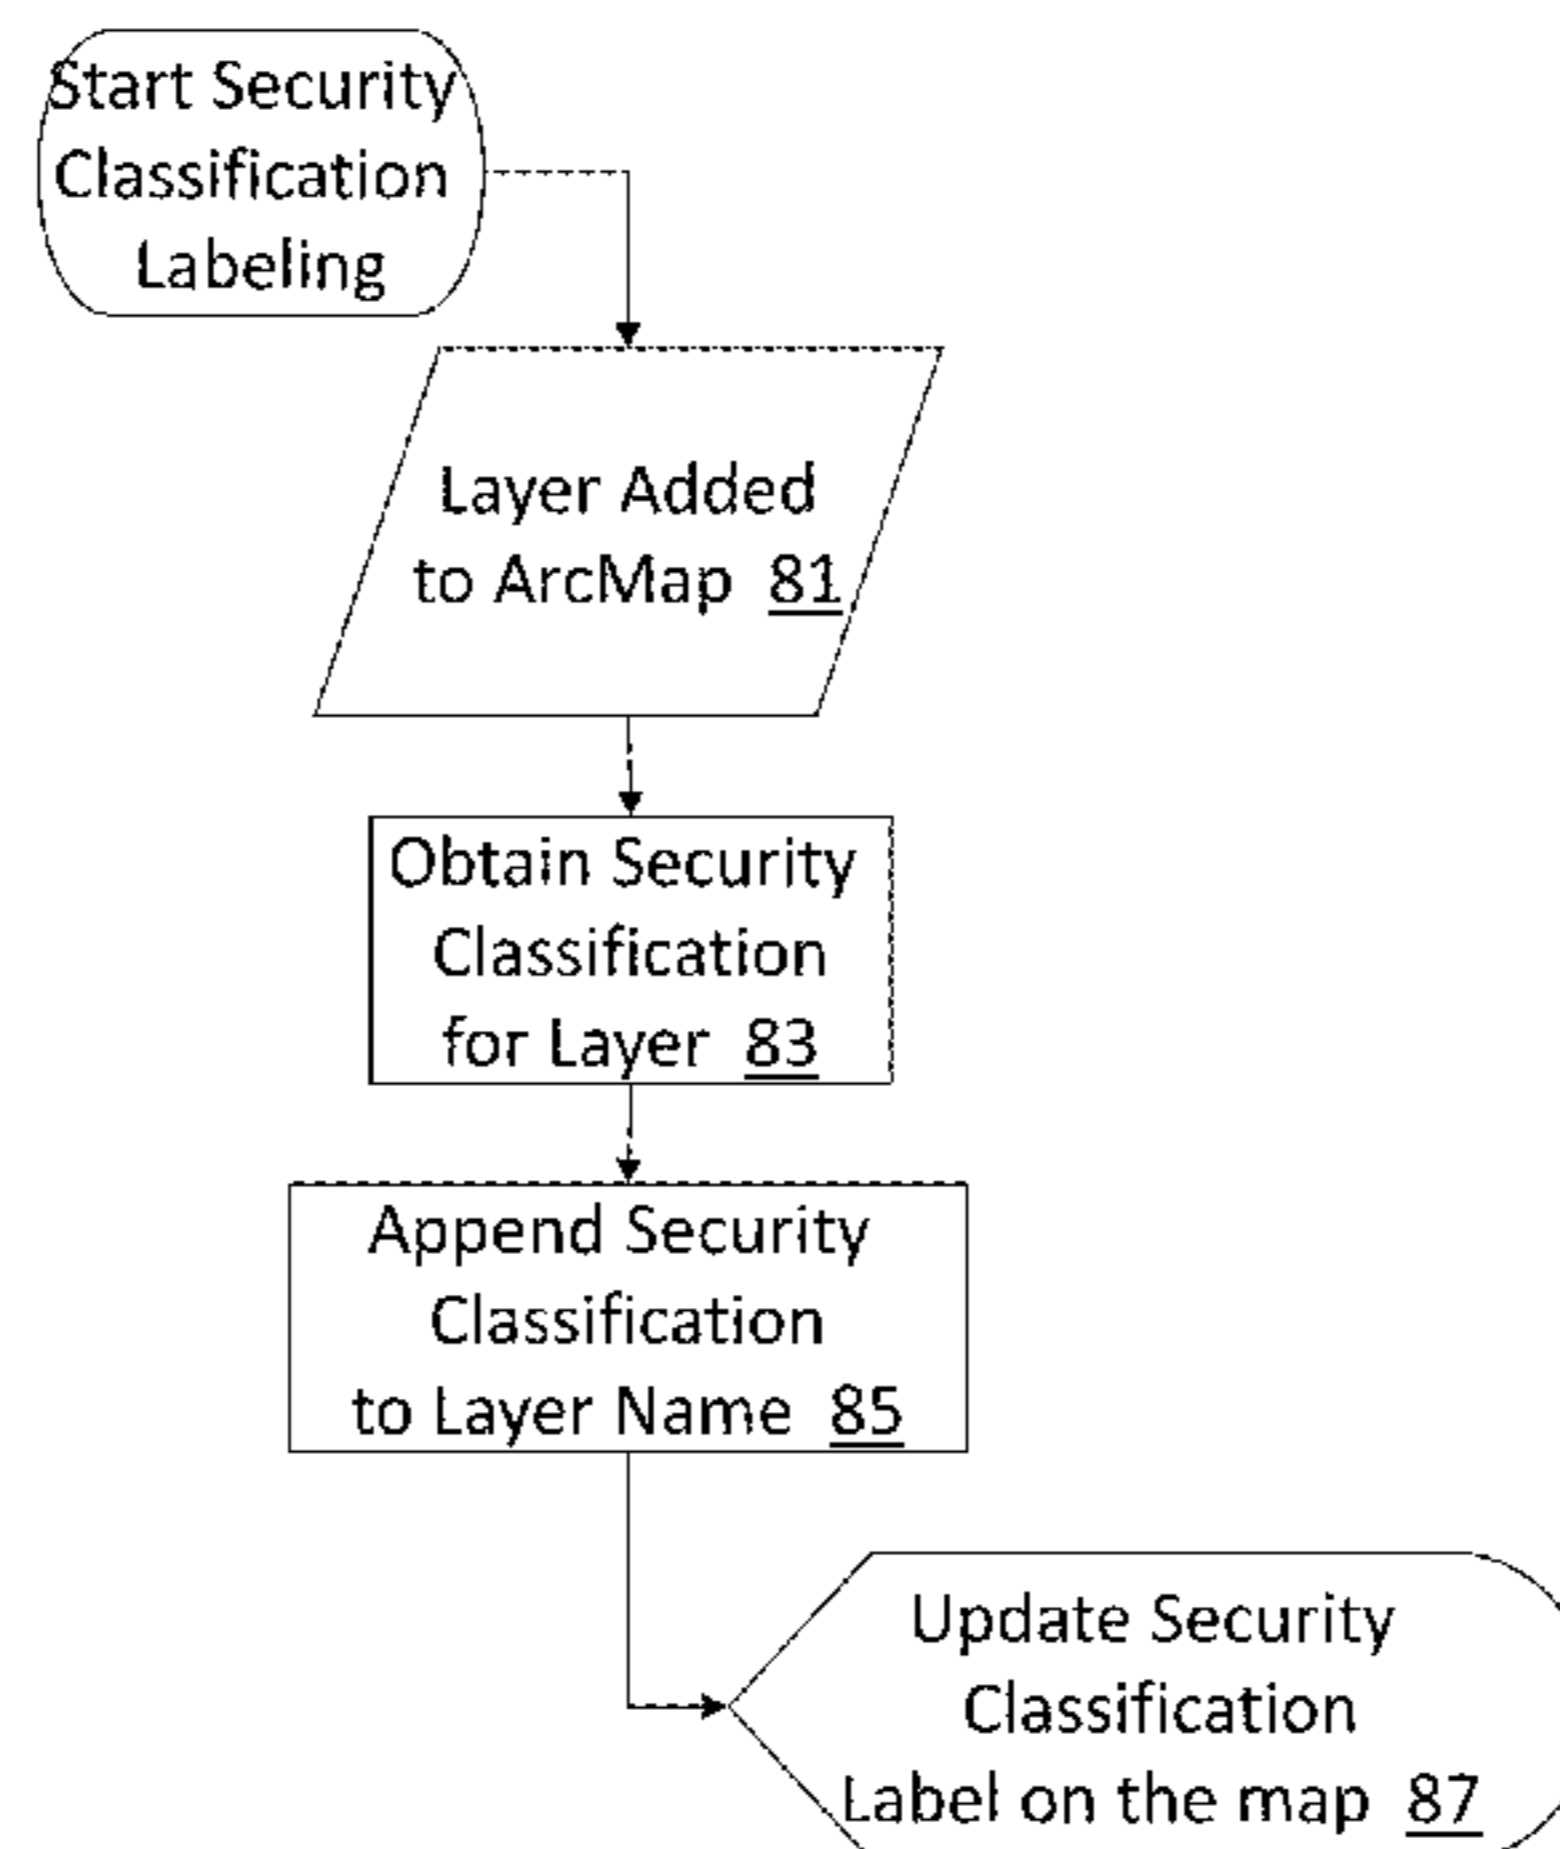 Start Security
Classification
Labeling
Layer Added
to ArcMap 81
Obtain Security
Classification
for Layer 83
Append Security
Classification
to Layer Name 85
Update Security
Classification
Label on the map 87